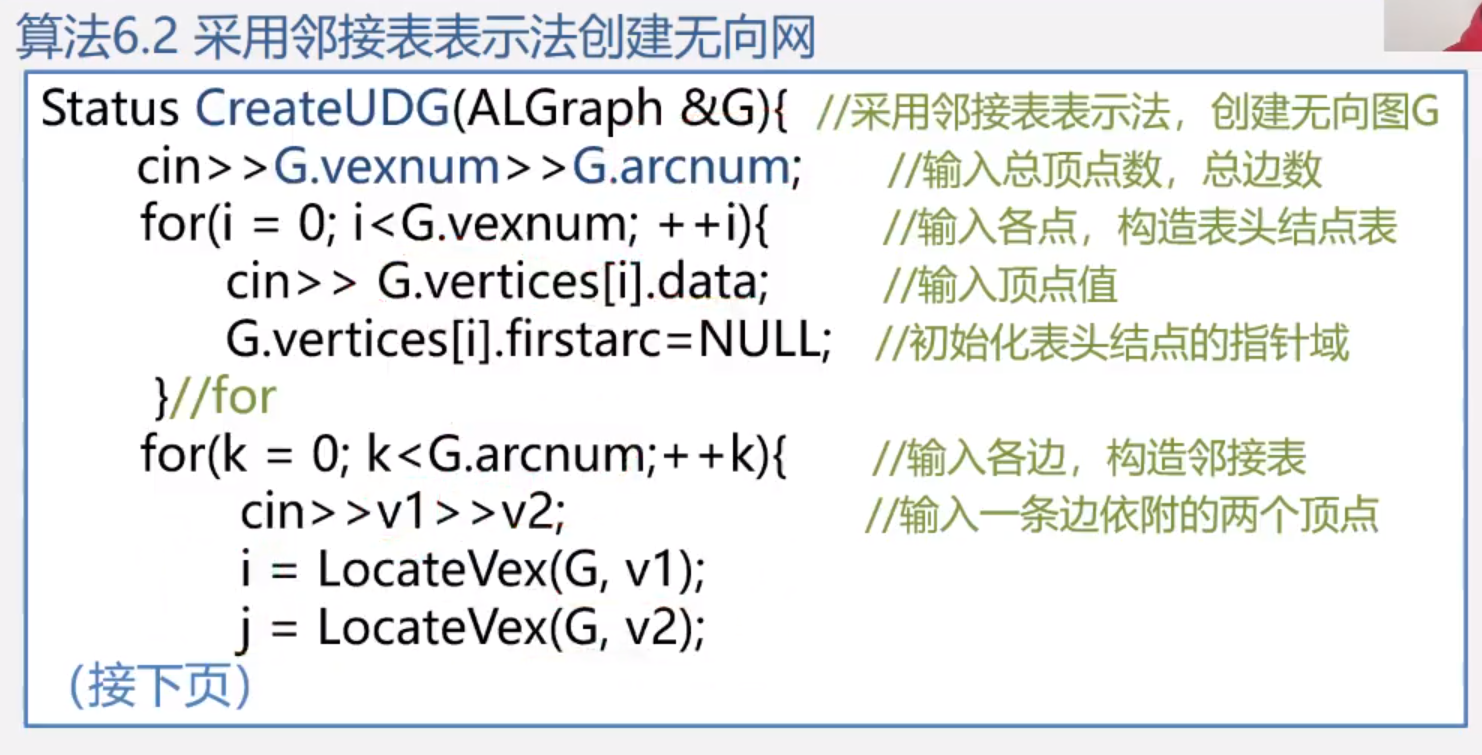 算法6.2 采用邻接表表示法创建无向网
Status CreateUDG(ALGraph &G){ //采用邻接表表示法，创建无向图G
cin>>G.vexnum>>G.arcnum; //输入总顶点数，总边数
for(i = 0; i<G.vexnum; ++i){ //输入各点，构造表头结点表
cin>> G.vertices[i].data; //输入顶点值
G.vertices[i].firstarc=NULL; //初始化表头结点的指针域
}//for
for(k = 0; k<G.arcnum;++k){ //输入各边，构造邻接表
cin>>v1>>v2; //输入一条边依附的两个顶点
i = LocateVex(G, v1);
j = LocateVex(G, v2);
（接下页）